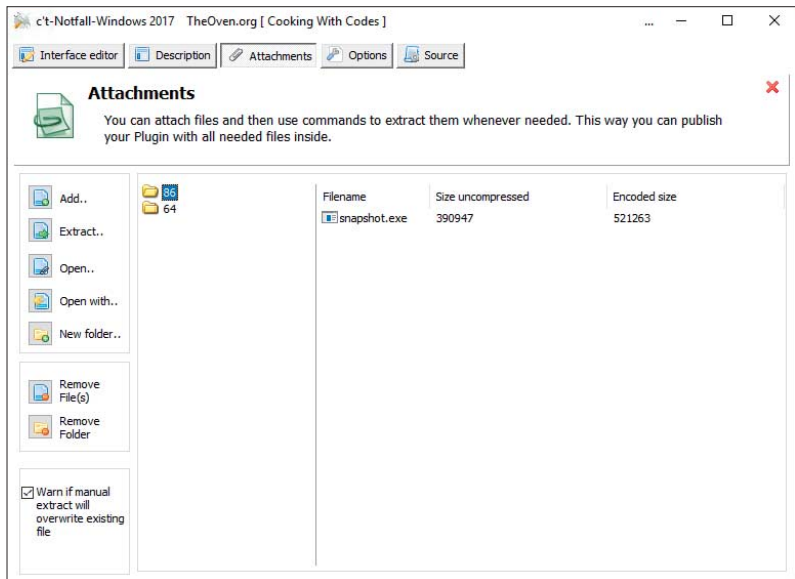 c't-Notfall-Windows 2017 TheOven.org [ Cooking With Codes ]
...
Interface editor Description Attachments Options Source
Attachments
You can attach files and then use commands to extract them whenever needed. This way you can publish
your Plugin with all needed files inside.
Add..
Extract..
Open..
Open with..
New folder..
Remove
File(s)
Remove
Folder
Warn if manual
extract will
overwrite existing
file
86
64
Filename Size uncompressed Encoded size
snapshot.exe 390947 521263